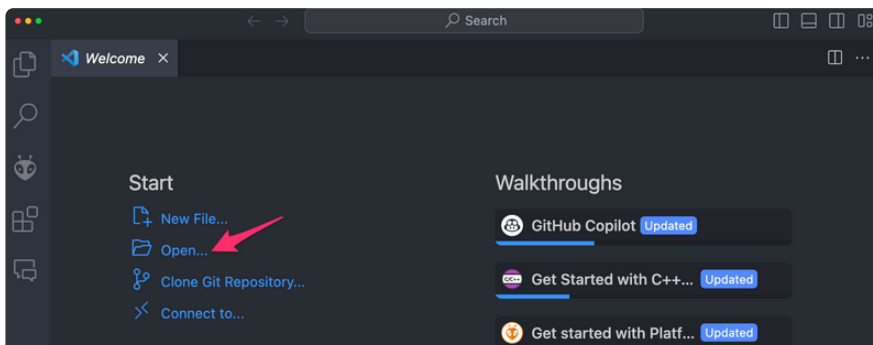 Search
Welcome
Start
New File...
Open...
Clone Git Repository...
Connect to...
Walkthroughs
GitHub Copilot Updated
C/C++
Get Started with C++... Updated
Get started with Platf... Updated